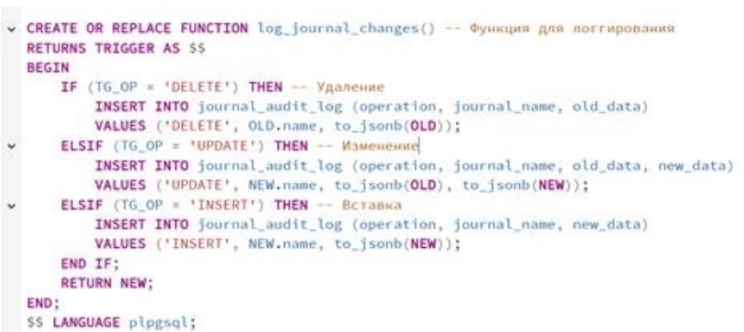 CREATE OR REPLACE FUNCTION log_journal_changes() -- Функция для логгирования
RETURNS TRIGGER AS $$
BEGIN
IF (TG_OP = 'DELETE') THEN -- Удаление
INSERT INTO journal_audit_log (operation, journal_name, old_data)
VALUES ('DELETE', OLD.name, to_jsonb(OLD));
ELSIF (TG_OP = 'UPDATE') THEN -- Изменение
INSERT INTO journal_audit_log (operation, journal_name, old_data, new_data)
VALUES ('UPDATE', NEW.name, to_jsonb(OLD), to_jsonb(NEW));
ELSIF (TG_OP = 'INSERT') THEN -- Вставка
INSERT INTO journal_audit_log (operation, journal_name, new_data)
VALUES ('INSERT', NEW.name, to_jsonb(NEW));
END IF;
RETURN NEW;
END;
$$ LANGUAGE plpgsql;